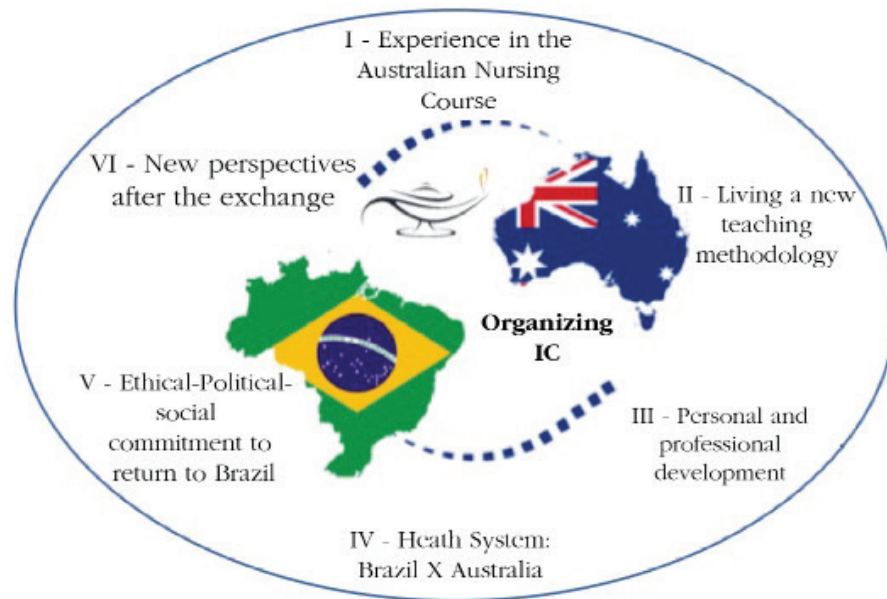 I - Experience in the
Australian Nursing
Course
VI - New perspectives
after the exchange
II - Living a new
teaching
methodology
Organizing
IC
V - Ethical-Political-
social
commitment to
return to Brazil
III - Personal and
professional
development
IV - Heath System:
Brazil X Australia